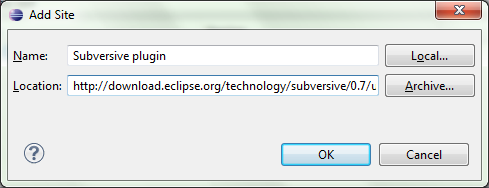 Add Site
Name: Subversive plugin Local...
Location: http://download.eclipse.org/technology/subversive/0.7/u Archive...
? OK Cancel